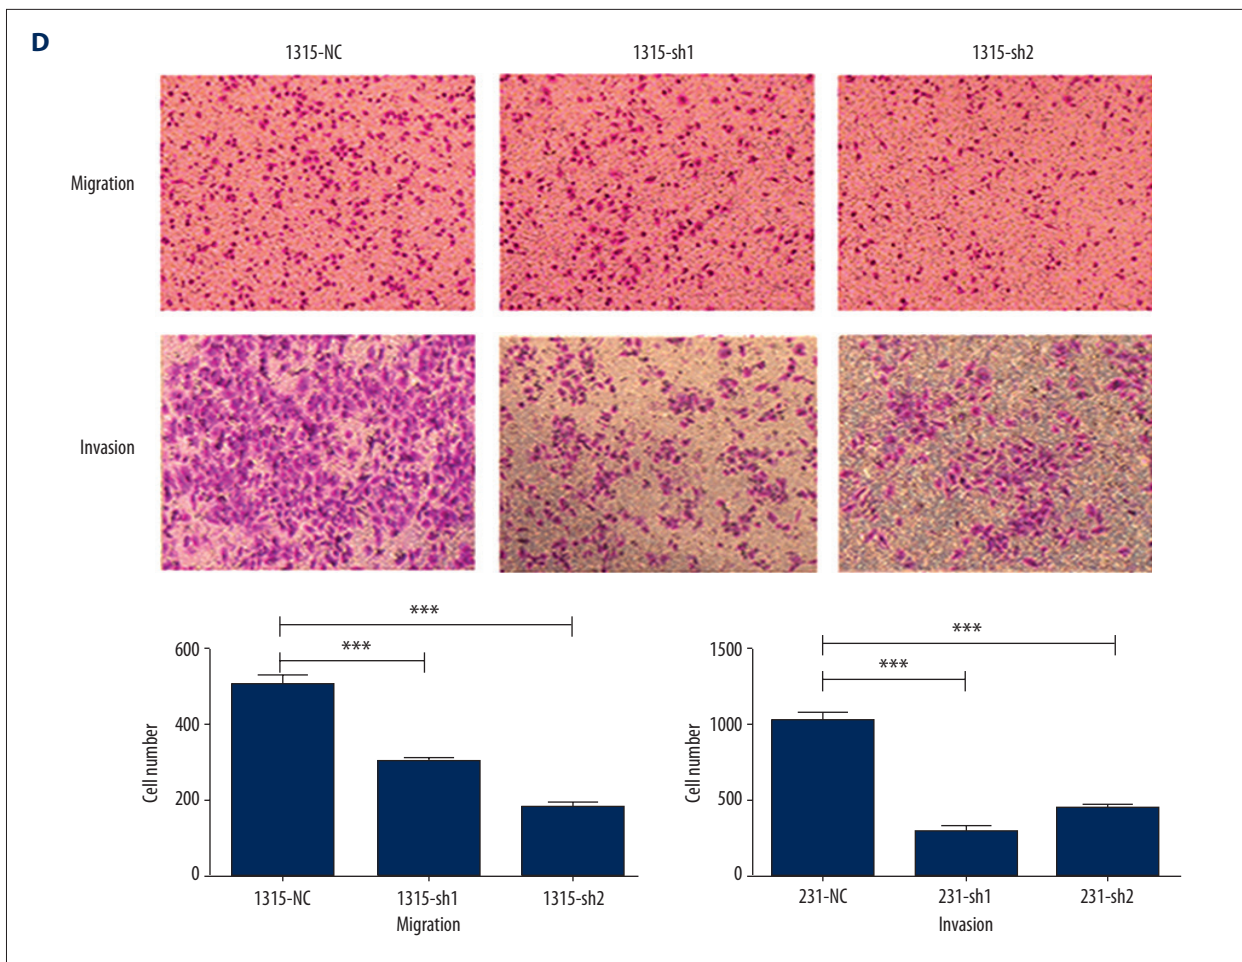 D
1315-NC 1315-sh1 1315-sh2
Migration
Invasion
***
***
600
400
200
0
Cell number
1315-NC 1315-sh1 1315-sh2
Migration
***
***
1500
1000
500
0
Cell number
231-NC 231-sh1 231-sh2
Invasion